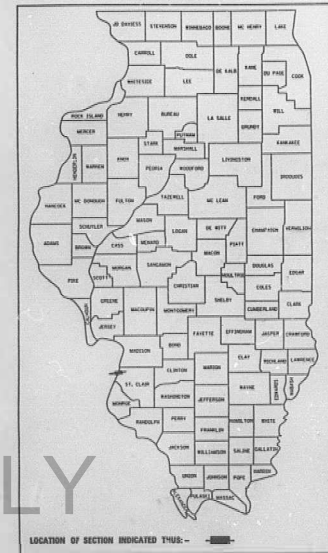 JO DAVIESS STEPHENSON WINNEBAGO BOONE MC HENRY LAKE
CARROLL OGLE DE KALB KANE DU PAGE COOK
WHITESIDE LEE KENDALL WILL
ROCK ISLAND HENRY BUREAU LA SALLE GRUNDY
MERCER PUTNAM KANKAKEE
STARK MARSHALL LIVINGSTON
HENDERSON WARREN KNOX PEORIA WOODFORD IROQUOIS
HANCOCK MC DONOUGH FULTON TAZEWELL MC LEAN FORD
MASON
SCHUYLER LOGAN DE WITT CHAMPAIGN VERMILION
ADAMS BROWN CASS MENARD PIATT
MACON
MORGAN SANGAMON DOUGLAS
PIKE SCOTT CHRISTIAN MOULTRIE COLES EDGAR
GREENE SHELBY
MACOUPIN MONTGOMERY CUMBERLAND CLARK
CALHOUN JERSEY
FAYETTE EFFINGHAM JASPER CRAWFORD
MADISON BOND
CLAY RICHLAND LAWRENCE
CLINTON MARION
ST. CLAIR WAYNE EDWARDS WABASH
MONROE WASHINGTON JEFFERSON
RANDOLPH PERRY HAMILTON WHITE
FRANKLIN
JACKSON WILLIAMSON SALINE GALLATIN
UNION JOHNSON POPE HARDIN
ALEXANDER PULASKI MASSAC
LY
LOCATION OF SECTION INDICATED THUS:-